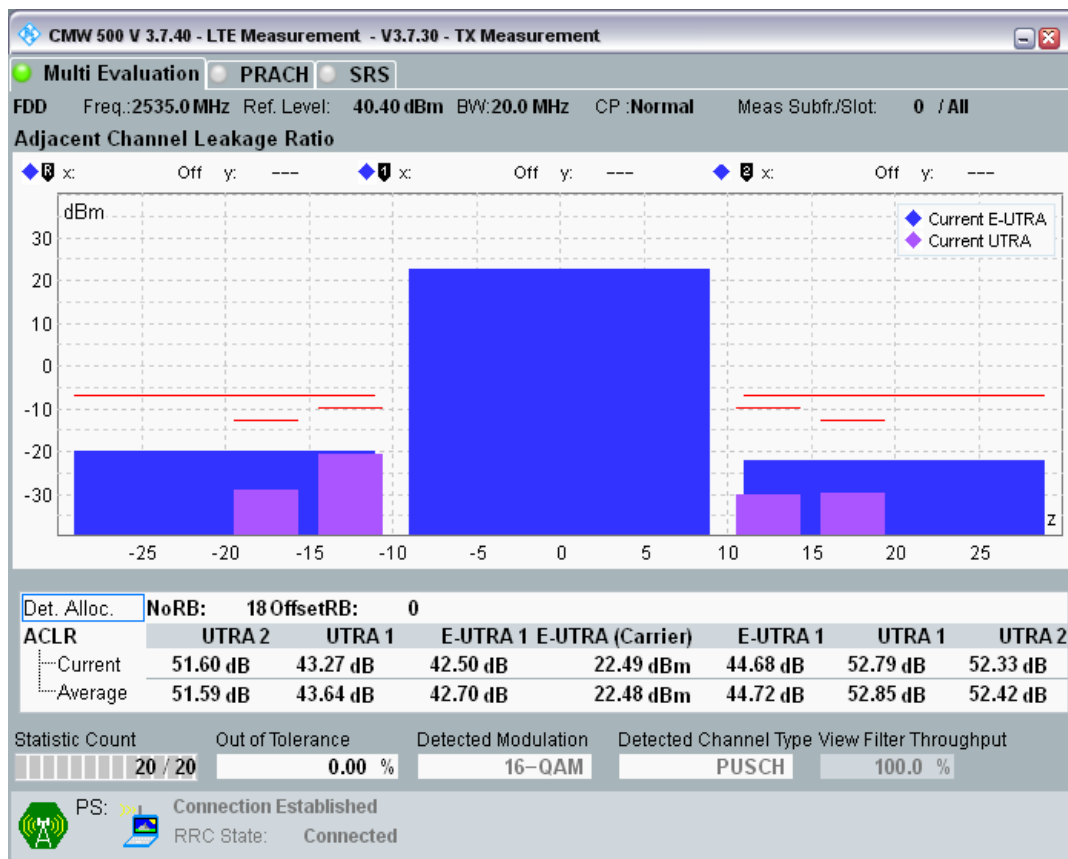 CMW 500 V 3.7.40 - LTE Measurement - V3.7.30 - TX Measurement
Multi Evaluation PRACH SRS
FDD Freq.:2535.0 MHz Ref. Level: 40.40 dBm BW:20.0 MHz CP :Normal Meas Subfr./Slot: 0 / All
Adjacent Channel Leakage Ratio
R x: Off y: --- 1 x: Off y: --- 2 x: Off y: ---
dBm
Current E-UTRA
Current UTRA
30
20
10
0
-10
-20
-30
z
-25 -20 -15 -10 -5 0 5 10 15 20 25
Det. Alloc. NoRB: 18 OffsetRB: 0
ACLR UTRA 2 UTRA 1 E-UTRA 1 E-UTRA (Carrier) E-UTRA 1 UTRA 1 UTRA 2
Current 51.60 dB 43.27 dB 42.50 dB 22.49 dBm 44.68 dB 52.79 dB 52.33 dB
Average 51.59 dB 43.64 dB 42.70 dB 22.48 dBm 44.72 dB 52.85 dB 52.42 dB
Statistic Count Out of Tolerance Detected Modulation Detected Channel Type View Filter Throughput
20 / 20 0.00 % 16-QAM PUSCH 100.0 %
PS: Connection Established
RRC State: Connected